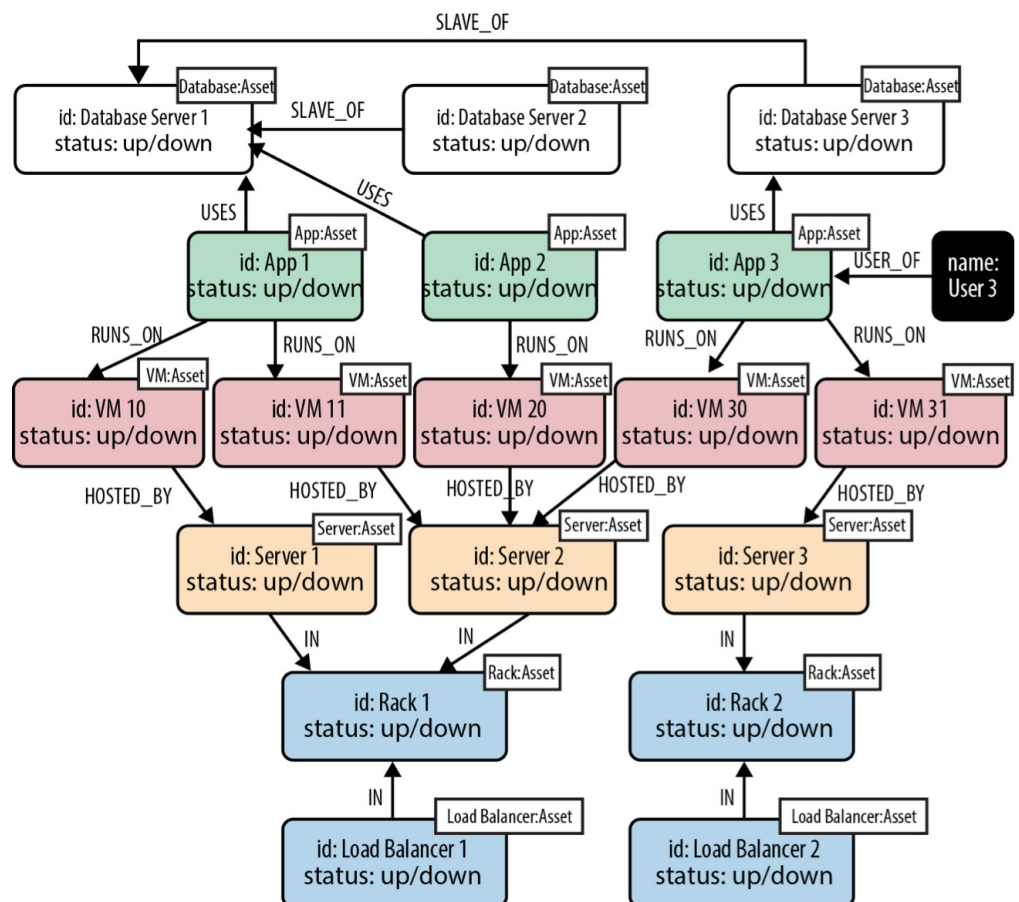 SLAVE_OF
Database:Asset
id: Database Server 1
status: up/down
SLAVE_OF
Database:Asset
id: Database Server 2
status: up/down
Database:Asset
id: Database Server 3
status: up/down
USES
USES
USES
App:Asset
id: App 1
status: up/down
App:Asset
id: App 2
status: up/down
App:Asset
id: App 3
status: up/down
USER_OF
name:
User 3
RUNS_ON
RUNS_ON
RUNS_ON
RUNS_ON
RUNS_ON
VM:Asset
id: VM 10
status: up/down
VM:Asset
id: VM 11
status: up/down
VM:Asset
id: VM 20
status: up/down
VM:Asset
id: VM 30
status: up/down
VM:Asset
id: VM 31
status: up/down
HOSTED_BY
HOSTED_BY
HOSTED_BY
HOSTED_BY
HOSTED_BY
Server:Asset
id: Server 1
status: up/down
Server:Asset
id: Server 2
status: up/down
Server:Asset
id: Server 3
status: up/down
IN
IN
IN
Rack:Asset
id: Rack 1
status: up/down
Rack:Asset
id: Rack 2
status: up/down
IN
IN
Load Balancer:Asset
id: Load Balancer 1
status: up/down
Load Balancer:Asset
id: Load Balancer 2
status: up/down